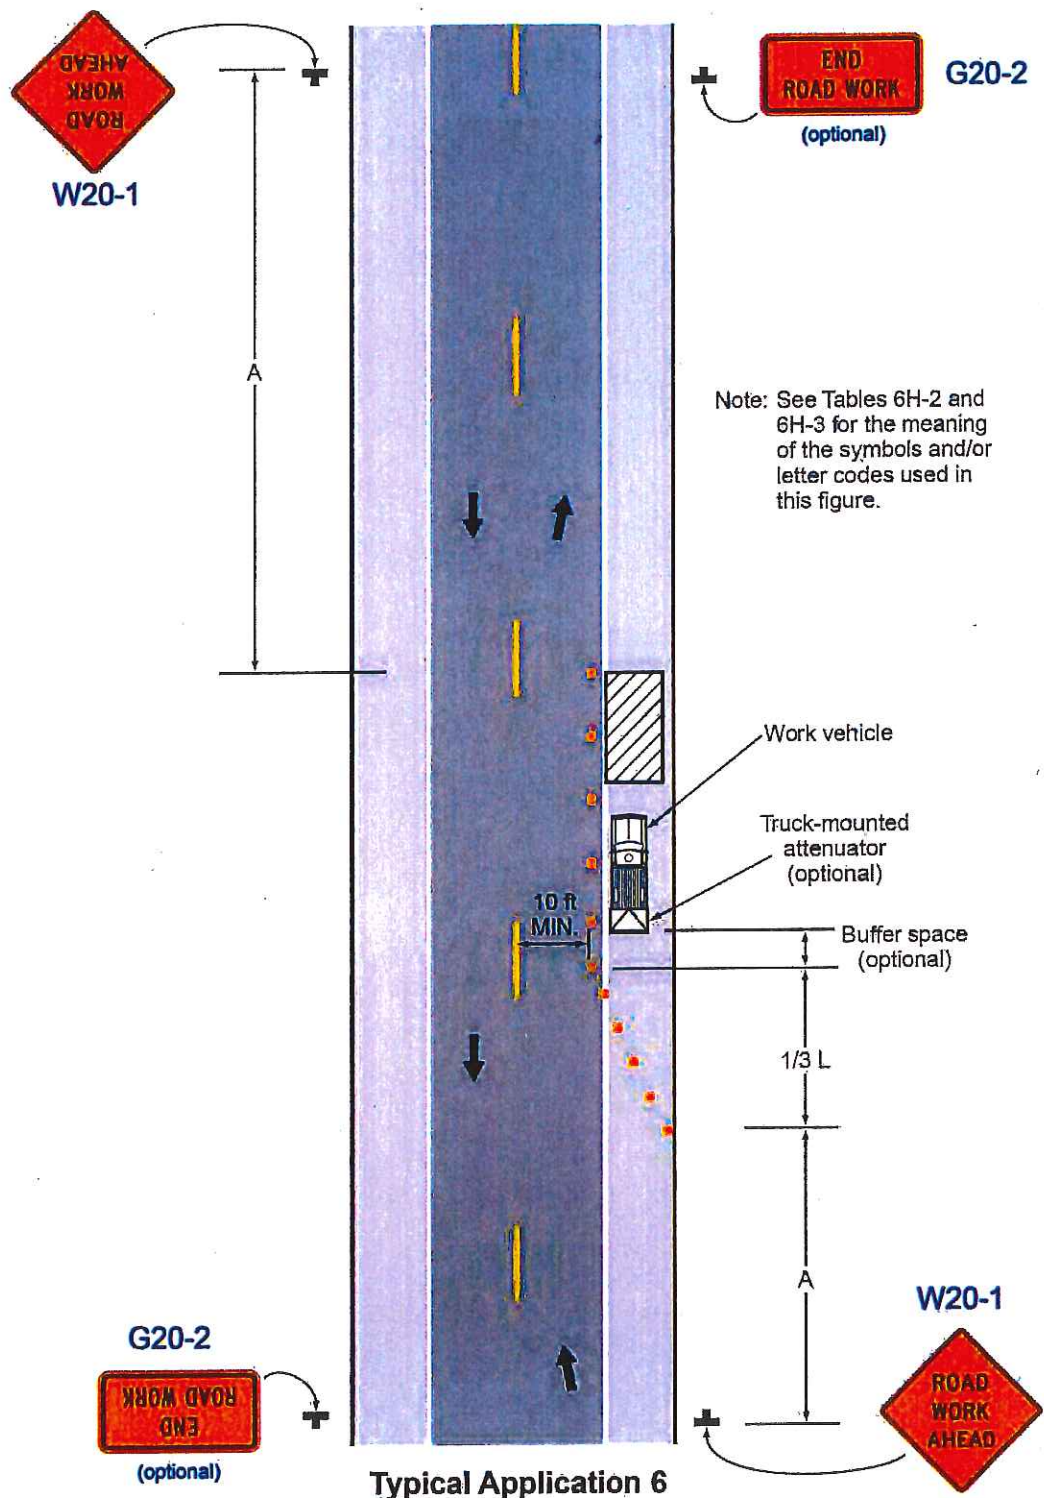 ROAD
WORK
AHEAD
W20-1
END
ROAD WORK
G20-2
(optional)
A
Note: See Tables 6H-2 and
6H-3 for the meaning
of the symbols and/or
letter codes used in
this figure.
Work vehicle
Truck-mounted
attenuator
(optional)
10 ft
MIN.
Buffer space
(optional)
1/3 L
A
W20-1
ROAD
WORK
AHEAD
G20-2
END
ROAD WORK
(optional)
Typical Application 6